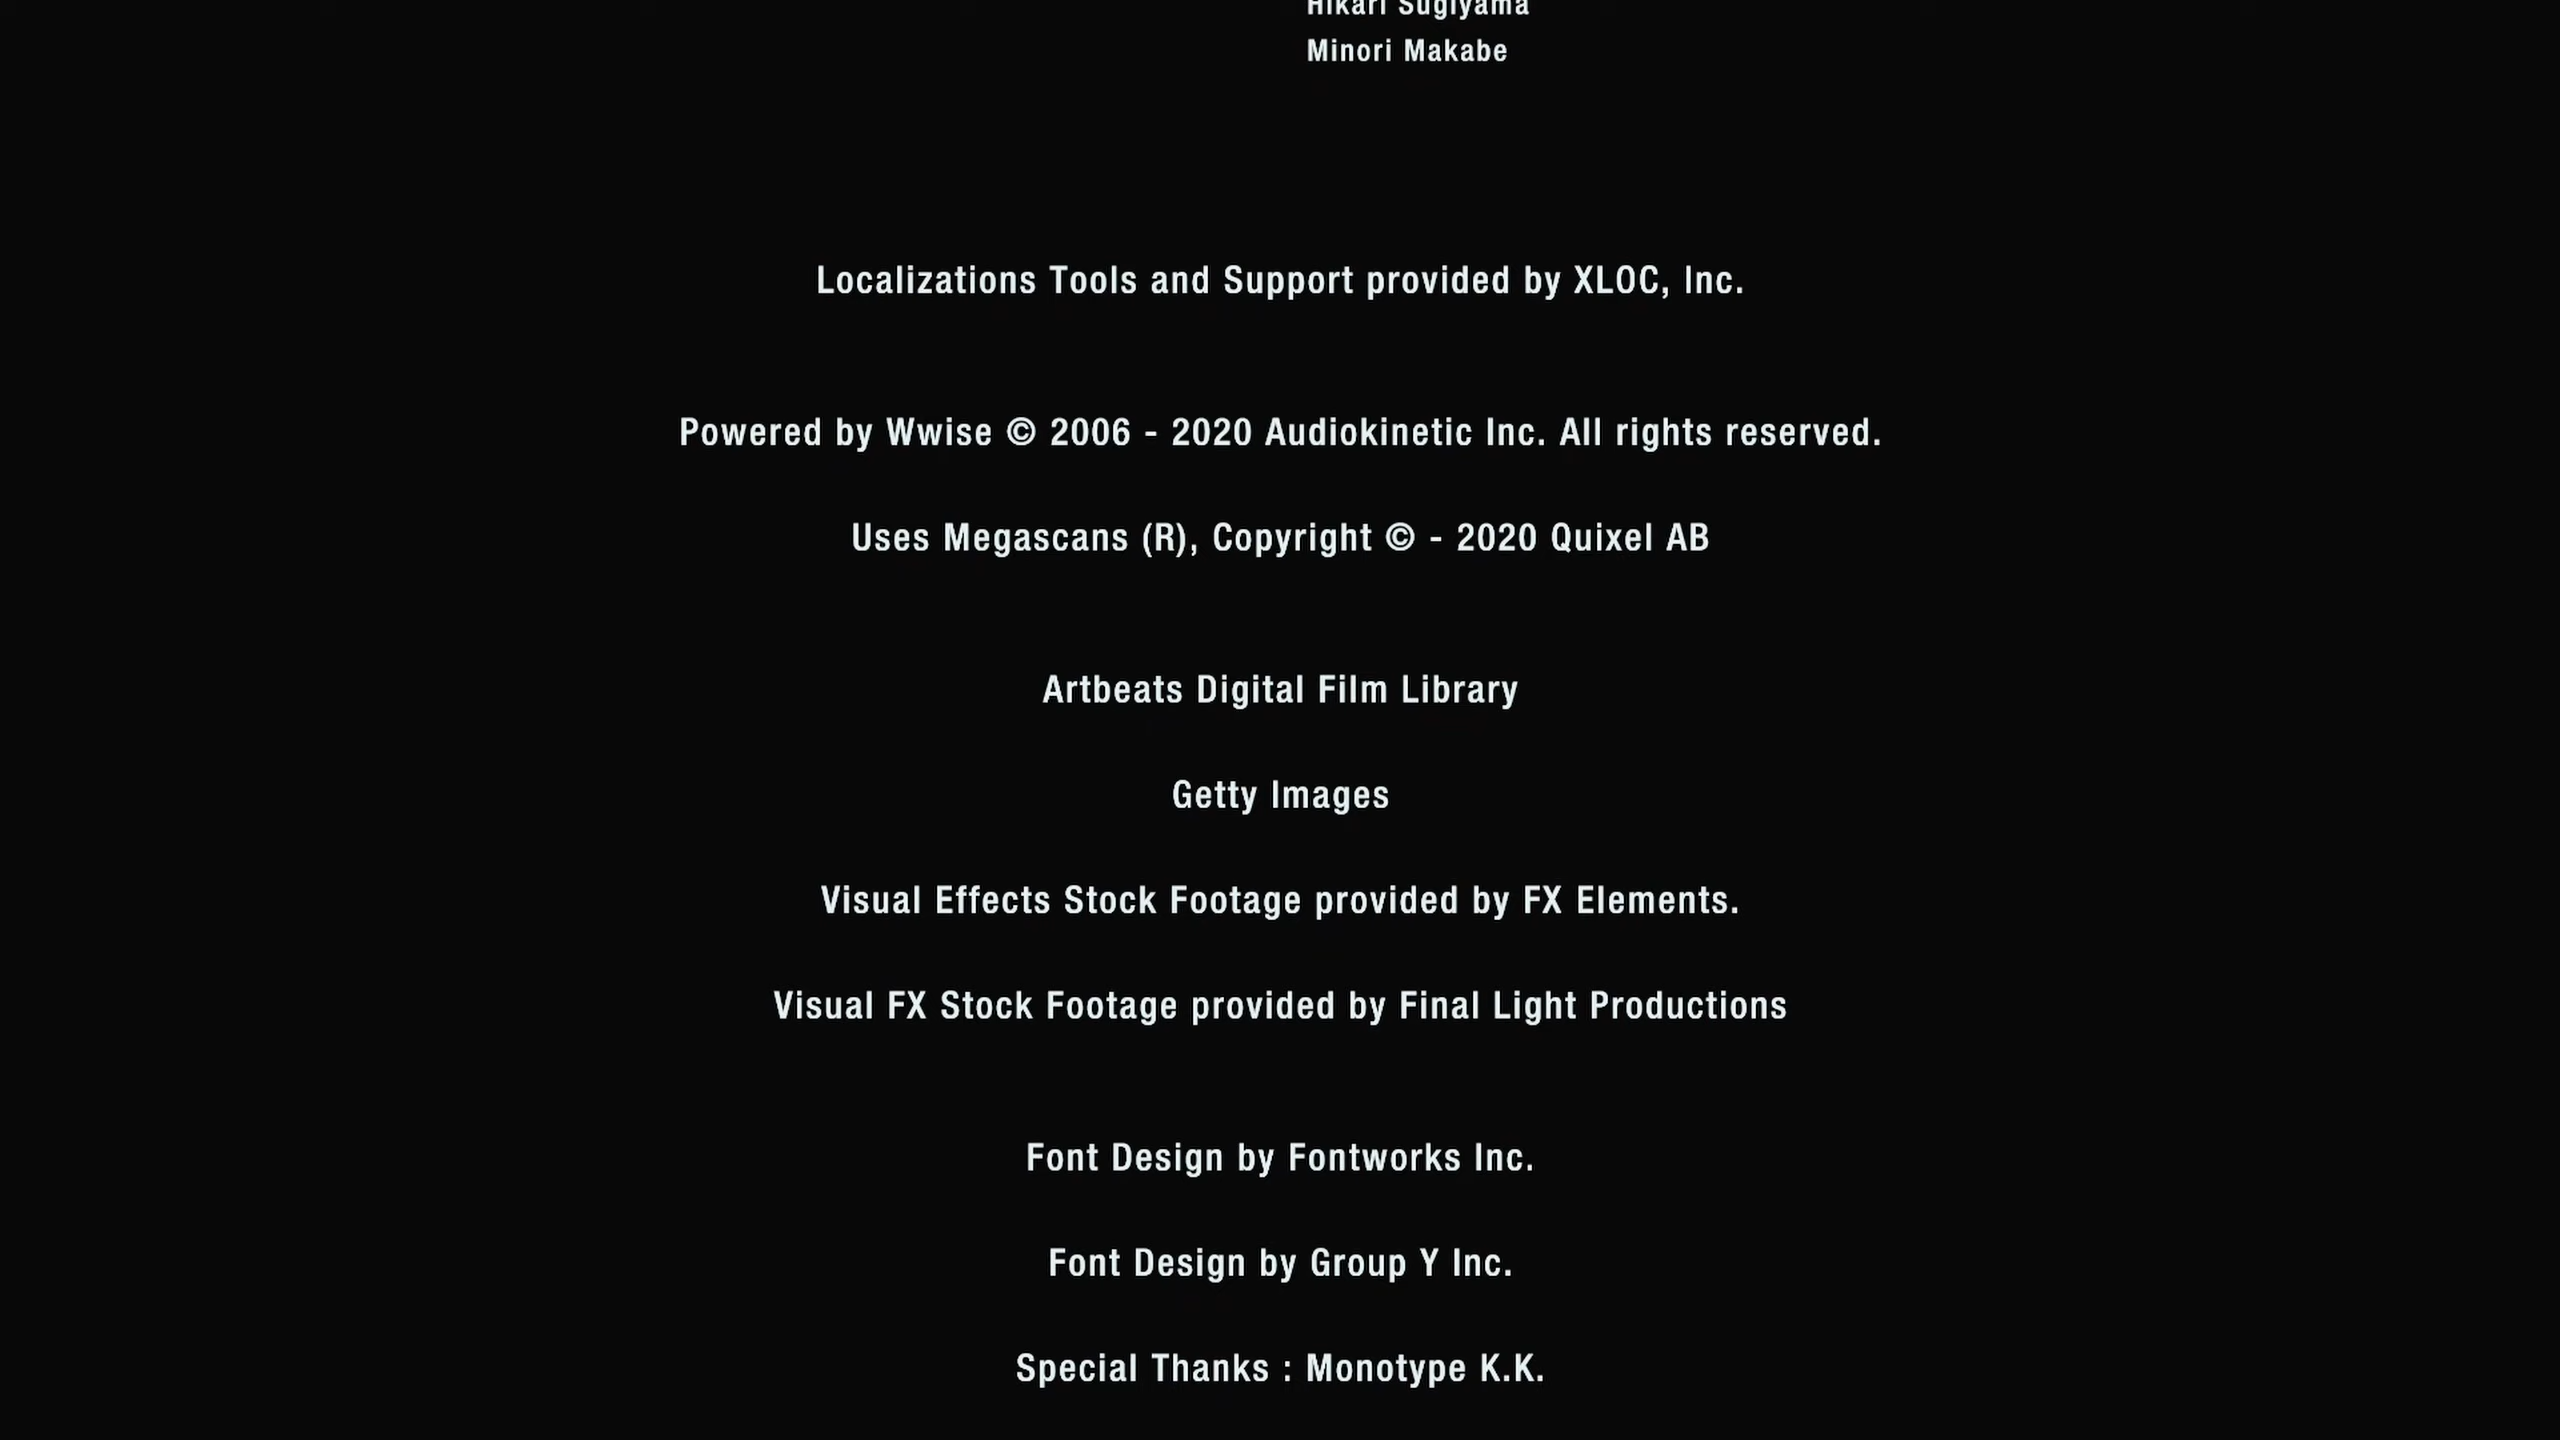 Hikari Sugiyama
Minori Makabe
Localizations Tools and Support provided by XLOC, Inc.
Powered by Wwise © 2006 - 2020 Audiokinetic Inc. All rights reserved.
Uses Megascans (R), Copyright © - 2020 Quixel AB
Artbeats Digital Film Library
Getty Images
Visual Effects Stock Footage provided by FX Elements.
Visual FX Stock Footage provided by Final Light Productions
Font Design by Fontworks Inc.
Font Design by Group Y Inc.
Special Thanks : Monotype K.K.